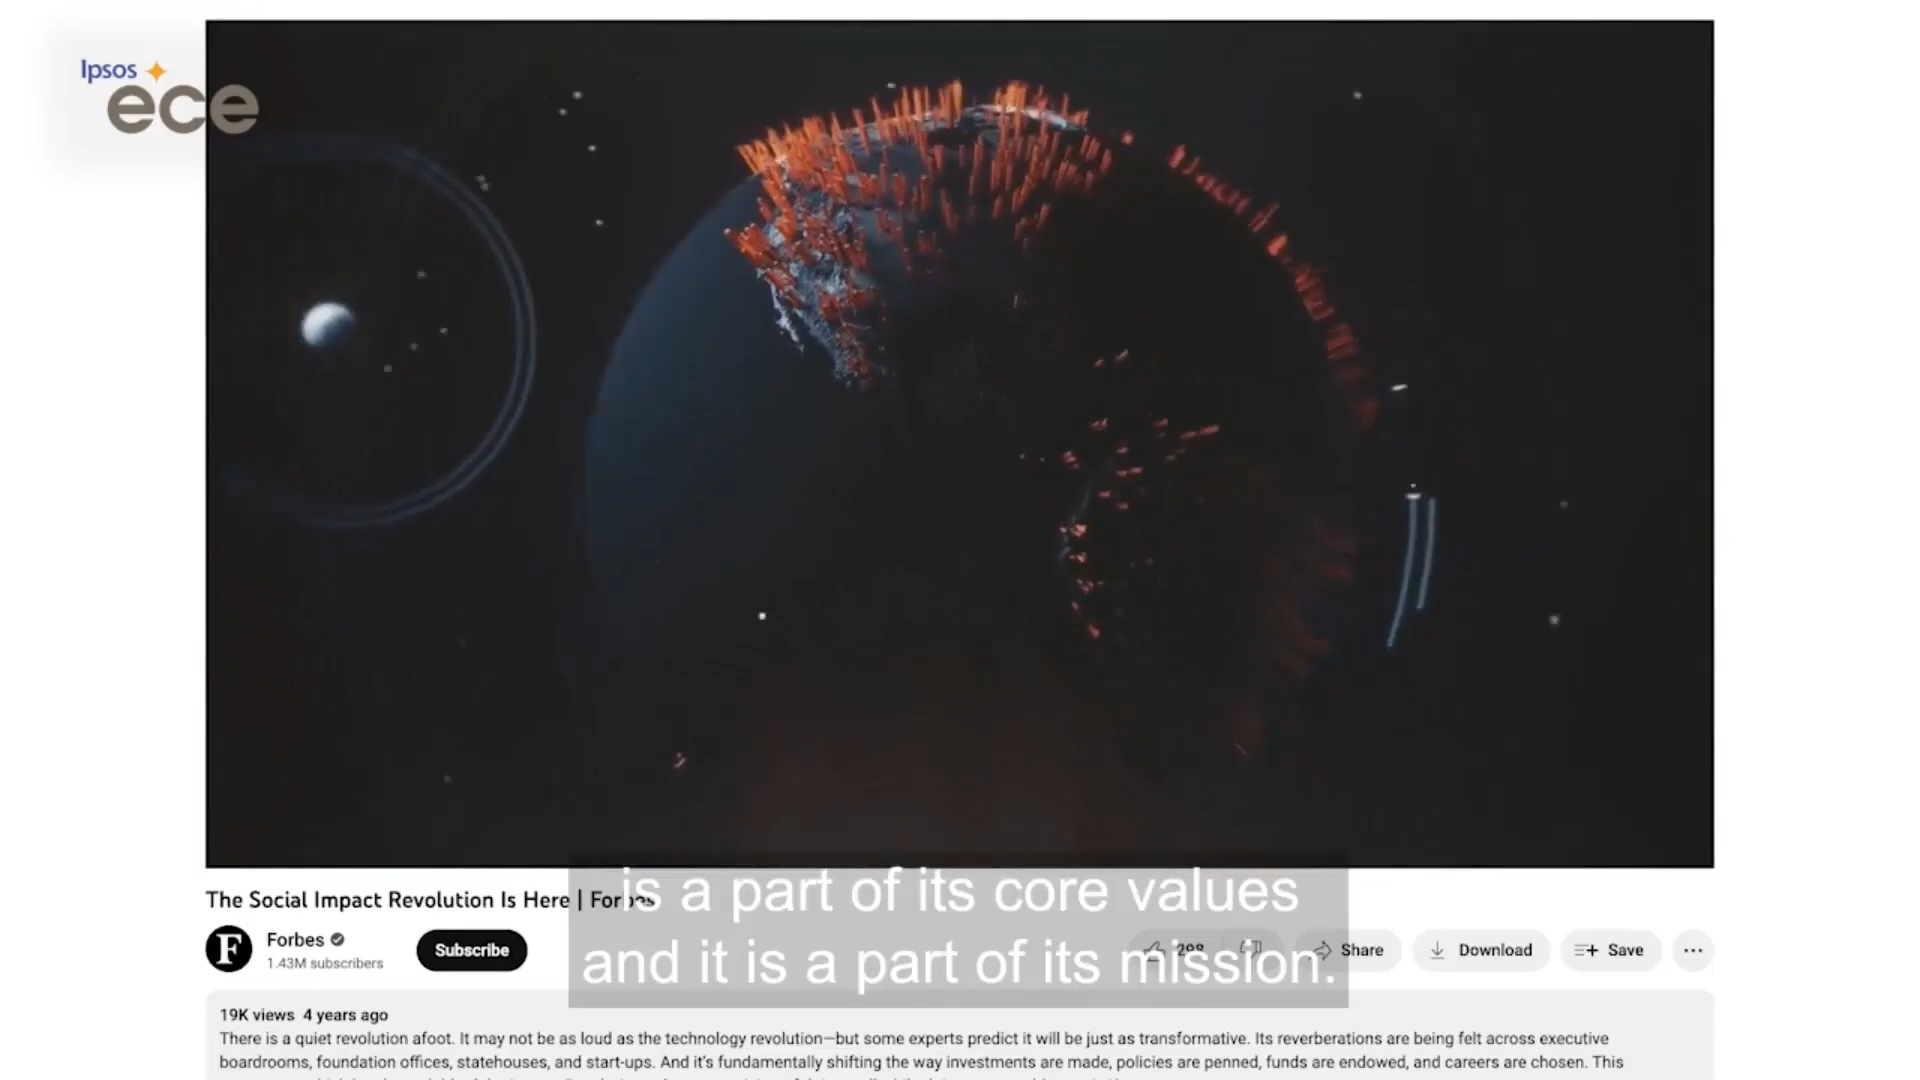 Ipsos
ece
The Social Impact Revolution Is Here | Forbes
is a part of its core values
and it is a part of its mission.
Forbes
1.43M subscribers
Subscribe
298
Share
Download
Save
19K views 4 years ago
There is a quiet revolution afoot. It may not be as loud as the technology revolution—but some experts predict it will be just as transformative. Its reverberations are being felt across executive
boardrooms, foundation offices, statehouses, and start-ups. And it's fundamentally shifting the way investments are made, policies are penned, funds are endowed, and careers are chosen. This